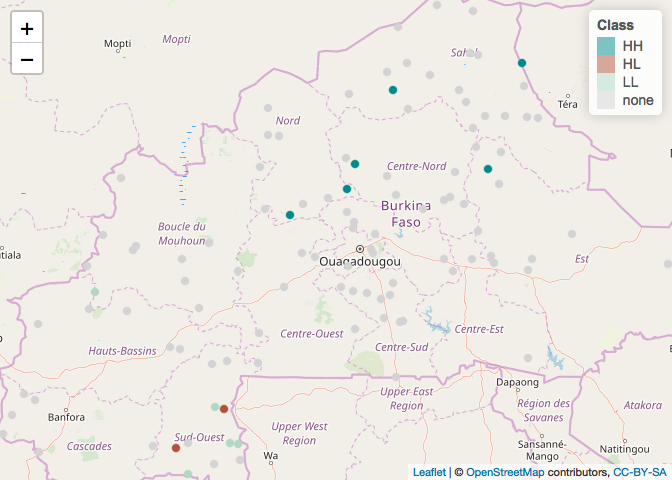 +
−
Mopti
Mopti
Sahel
Class
HH
HL
LL
none
Téra
Nord
Centre-Nord
Burkina
Faso
Boucle du
Mouhoun
Ouagadougou
Est
Centre-Ouest
Centre-Est
Centre-Sud
Hauts-Bassins
Dapaong
Upper East
Region
Région des
Savanes
Atakora
Banfora
Upper West
Region
Sud-Ouest
Cascades
Sansanné-
Mango
Natitingou
Wa
Leaflet | © OpenStreetMap contributors, CC-BY-SA